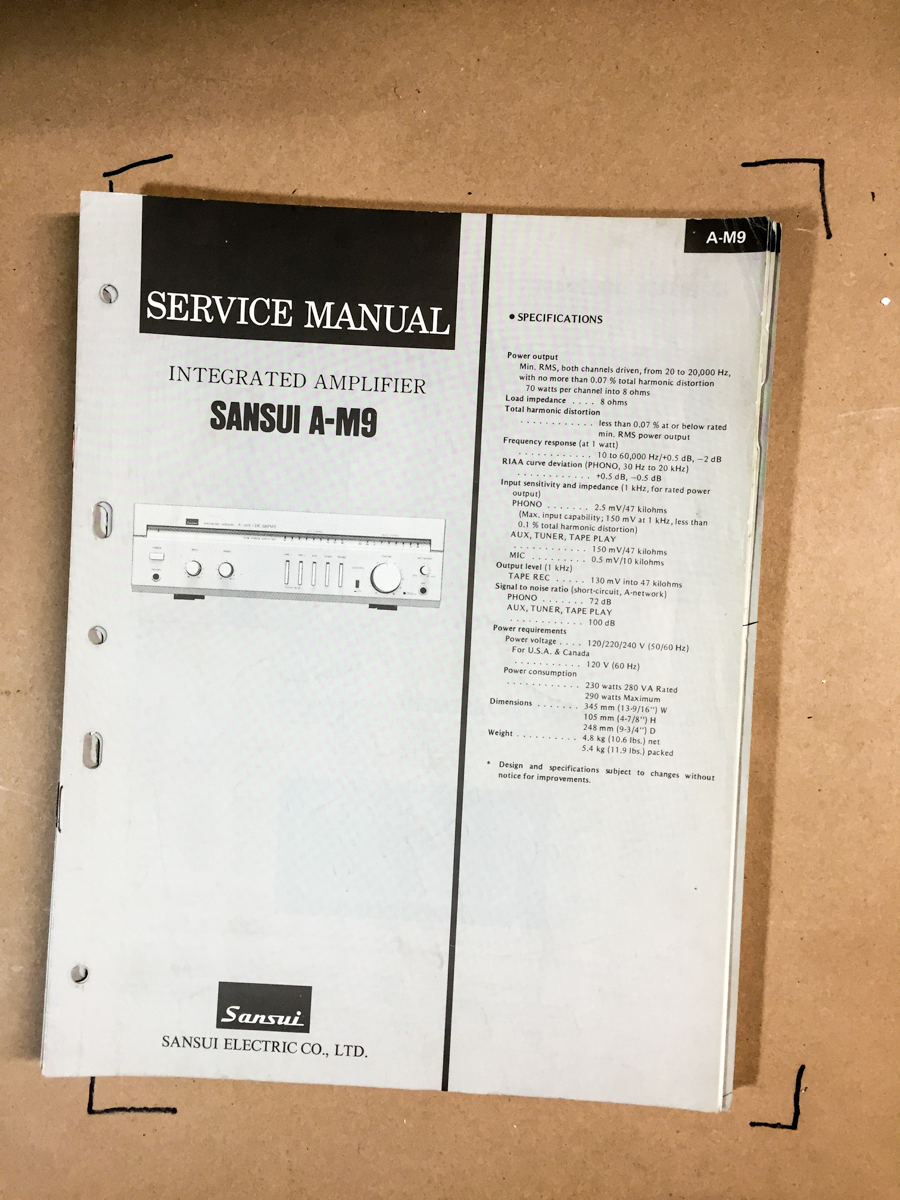 SERVICE MANUAL
INTEGRATED AMPLIFIER
SANSUI A-M9
Sansui
SANSUI ELECTRIC CO., LTD.
A-M9
• SPECIFICATIONS
Power output
Min. RMS, both channels driven, from 20 to 20,000 Hz,
with no more than 0.07 % total harmonic distortion
70 watts per channel into 8 ohms
Load impedance . . . . 8 ohms
Total harmonic distortion
. . . . . . . . . . . . less than 0.07 % at or below rated
min. RMS power output
Frequency response (at 1 watt)
. . . . . . . . . . . . 10 to 60,000 Hz/+0.5 dB, −2 dB
RIAA curve deviation (PHONO, 30 Hz to 20 kHz)
. . . . . . . . . . . . +0.5 dB, −0.5 dB
Input sensitivity and impedance (1 kHz, for rated power
output)
PHONO . . . . . . . 2.5 mV/47 kilohms
(Max. input capability; 150 mV at 1 kHz, less than
0.1 % total harmonic distortion)
AUX, TUNER, TAPE PLAY
. . . . . . . . . . . . 150 mV/47 kilohms
MIC . . . . . . . . . 0.5 mV/10 kilohms
Output level (1 kHz)
TAPE REC . . . . . 130 mV into 47 kilohms
Signal to noise ratio (short-circuit, A-network)
PHONO . . . . . . . 72 dB
AUX, TUNER, TAPE PLAY
. . . . . . . . . . . . 100 dB
Power requirements
Power voltage . . . . 120/220/240 V (50/60 Hz)
For U.S.A. & Canada
. . . . . . . . . . . 120 V (60 Hz)
Power consumption
. . . . . . . . . . . . 230 watts 280 VA Rated
290 watts Maximum
Dimensions . . . . . . . 345 mm (13-9/16") W
105 mm (4-7/8") H
248 mm (9-3/4") D
Weight . . . . . . . . . . 4.8 kg (10.6 lbs.) net
5.4 kg (11.9 lbs.) packed
* Design and specifications subject to changes without
notice for improvements.